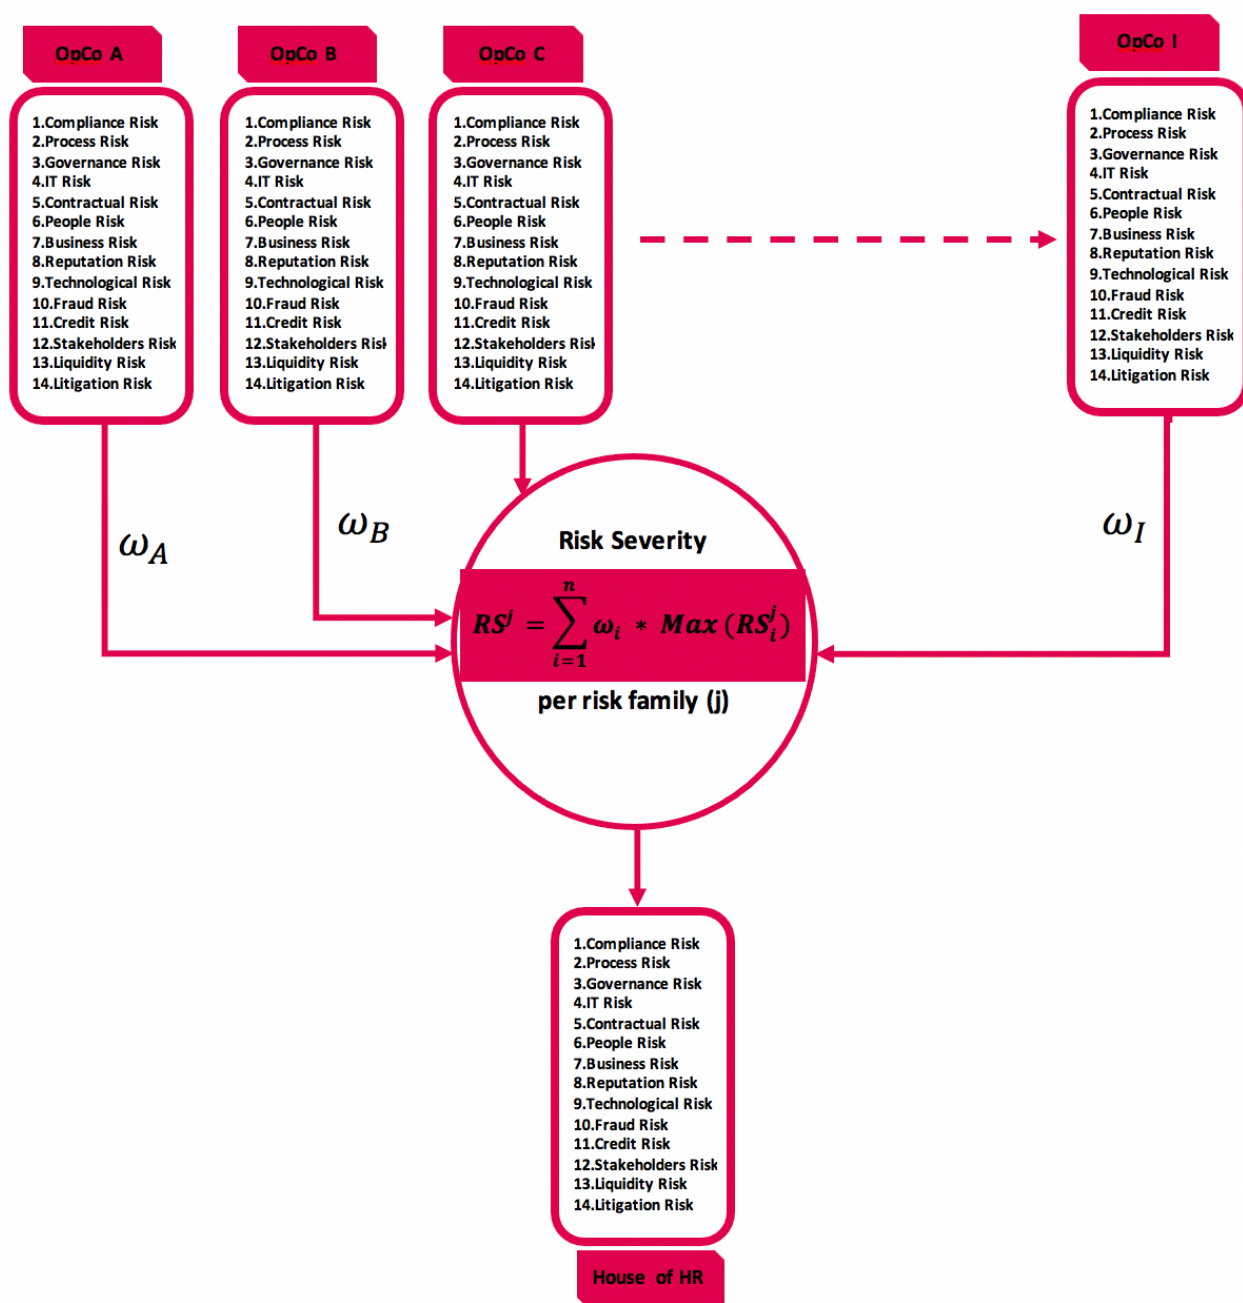 OpCo A
1.Compliance Risk
2.Process Risk
3.Governance Risk
4.IT Risk
5.Contractual Risk
6.People Risk
7.Business Risk
8.Reputation Risk
9.Technological Risk
10.Fraud Risk
11.Credit Risk
12.Stakeholders Risk
13.Liquidity Risk
14.Litigation Risk
OpCo B
1.Compliance Risk
2.Process Risk
3.Governance Risk
4.IT Risk
5.Contractual Risk
6.People Risk
7.Business Risk
8.Reputation Risk
9.Technological Risk
10.Fraud Risk
11.Credit Risk
12.Stakeholders Risk
13.Liquidity Risk
14.Litigation Risk
OpCo C
1.Compliance Risk
2.Process Risk
3.Governance Risk
4.IT Risk
5.Contractual Risk
6.People Risk
7.Business Risk
8.Reputation Risk
9.Technological Risk
10.Fraud Risk
11.Credit Risk
12.Stakeholders Risk
13.Liquidity Risk
14.Litigation Risk
OpCo I
1.Compliance Risk
2.Process Risk
3.Governance Risk
4.IT Risk
5.Contractual Risk
6.People Risk
7.Business Risk
8.Reputation Risk
9.Technological Risk
10.Fraud Risk
11.Credit Risk
12.Stakeholders Risk
13.Liquidity Risk
14.Litigation Risk
ω_A
ω_B
ω_I
Risk Severity
RS^j = ∑_{i=1}^{n} ω_i * Max (RS_i^j)
per risk family (j)
1.Compliance Risk
2.Process Risk
3.Governance Risk
4.IT Risk
5.Contractual Risk
6.People Risk
7.Business Risk
8.Reputation Risk
9.Technological Risk
10.Fraud Risk
11.Credit Risk
12.Stakeholders Risk
13.Liquidity Risk
14.Litigation Risk
House of HR